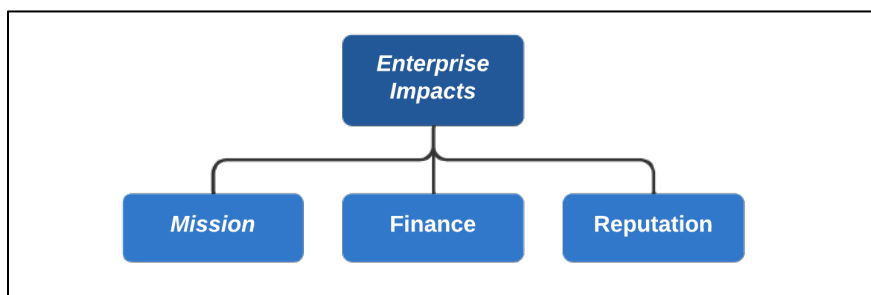 Enterprise
Impacts
Mission
Finance
Reputation